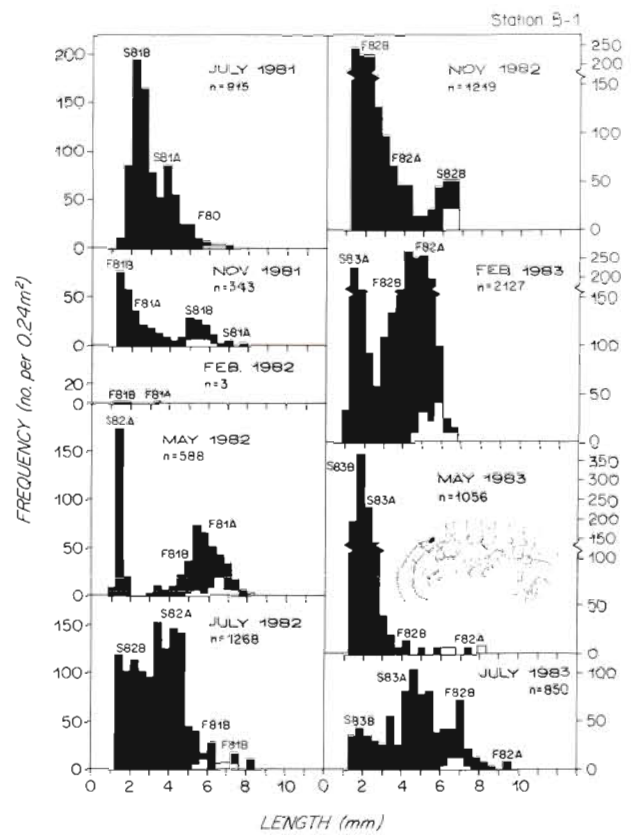 Station B-1
S81B
JULY 1981
n=815
S81A
F80
200
150
100
50
0
F81B
NOV 1981
n=343
F81A
S81B
S81A
50
0
FEB. 1982
n=3
20
0
F81B F81A
S82A
MAY 1982
n=588
F81A
F81B
150
100
50
0
S82A
JULY 1982
n=1268
S82B
F81B
F81B
150
100
50
0
0 2 4 6 8 10
F82B
NOV 1982
n=1219
F82A
S82B
250
200
150
100
50
0
S83A
F82A
FEB 1983
n=2127
F82B
250
200
150
100
50
0
S83B
MAY 1983
n=1056
S83A
F82B
F82A
350
300
250
200
150
100
50
0
S83A
JULY 1983
n=850
F82B
S83B
F82A
100
50
0
0 2 4 6 8 10
FREQUENCY (no. per 0.24m²)
LENGTH (mm)